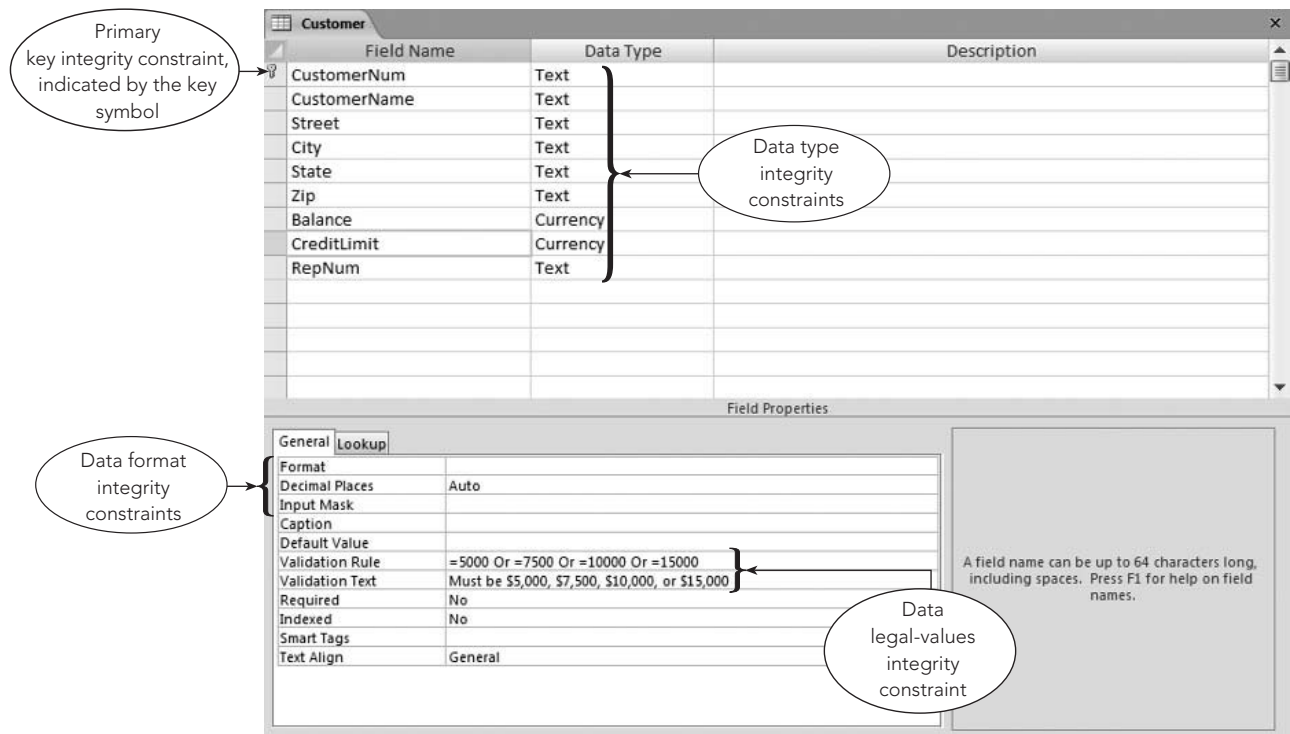 Customer
×
Field Name Data Type Description
CustomerNum Text
CustomerName Text
Street Text
City Text
State Text
Zip Text
Balance Currency
CreditLimit Currency
RepNum Text
Primary
key integrity constraint,
indicated by the key
symbol
Data type
integrity
constraints
Field Properties
General Lookup
Format
Decimal Places Auto
Input Mask
Caption
Default Value
Validation Rule =5000 Or =7500 Or =10000 Or =15000
Validation Text Must be $5,000, $7,500, $10,000, or $15,000
Required No
Indexed No
Smart Tags
Text Align General
Data format
integrity
constraints
Data
legal-values
integrity
constraint
A field name can be up to 64 characters long,
including spaces. Press F1 for help on field
names.